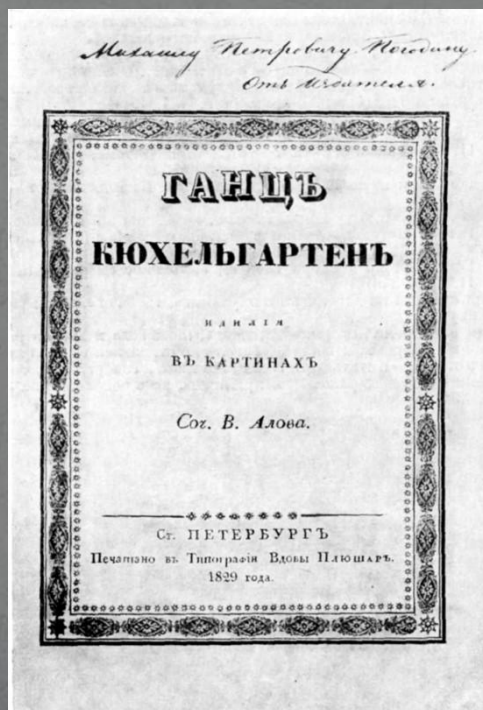 Михаилу Петровичу Погодину
Отъ Издателя.
ГАНЦЪ
КЮХЕЛЬГАРТЕНЪ
ИДИЛЛІЯ
ВЪ КАРТИНАХЪ
Соч. В. Алова.
Ст. ПЕТЕРБУРГЪ
Печатано въ Типографіи Вдовы Плюшаръ.
1829 года.